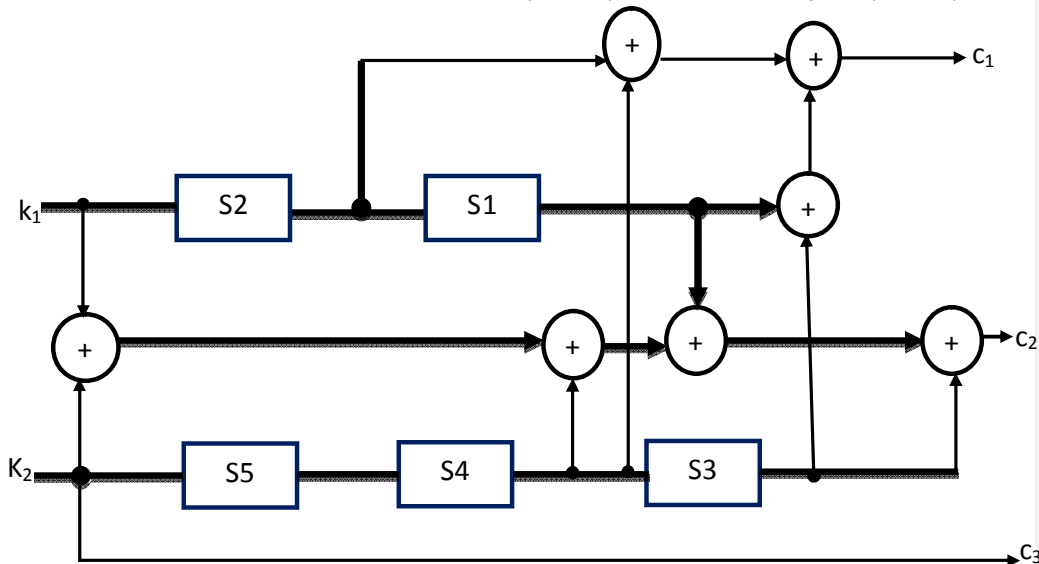 +
+
c₁
k₁
S2
S1
+
+
+
+
+
c₂
K₂
S5
S4
S3
c₃